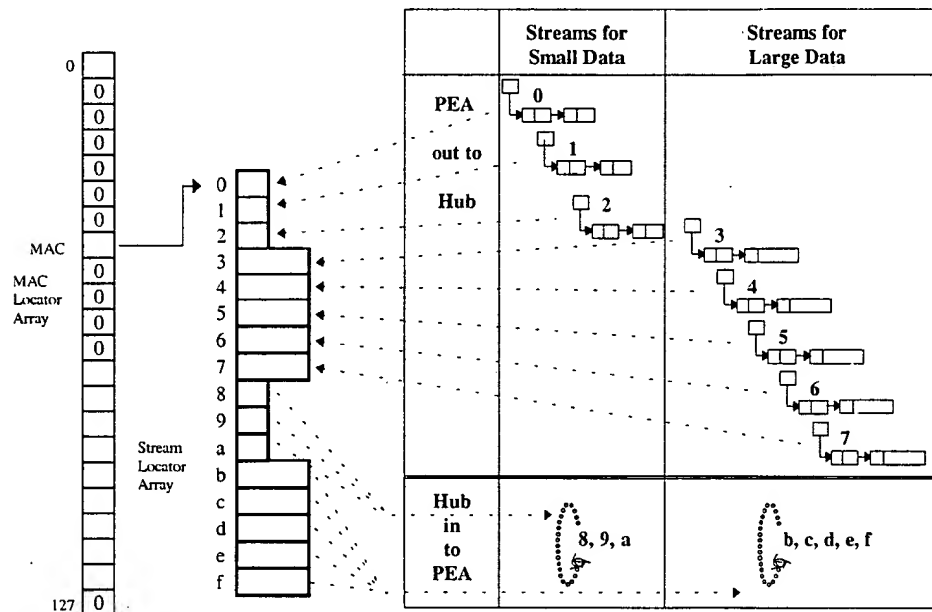 Streams for
Small Data
Streams for
Large Data
0
0
0
0
0
0
0
MAC
0
0
0
0
127 0
MAC
Locator
Array
Stream
Locator
Array
0
1
2
3
4
5
6
7
8
9
a
b
c
d
e
f
PEA
out to
Hub
0
1
2
3
4
5
6
7
Hub
in
to
PEA
8, 9, a
b, c, d, e, f